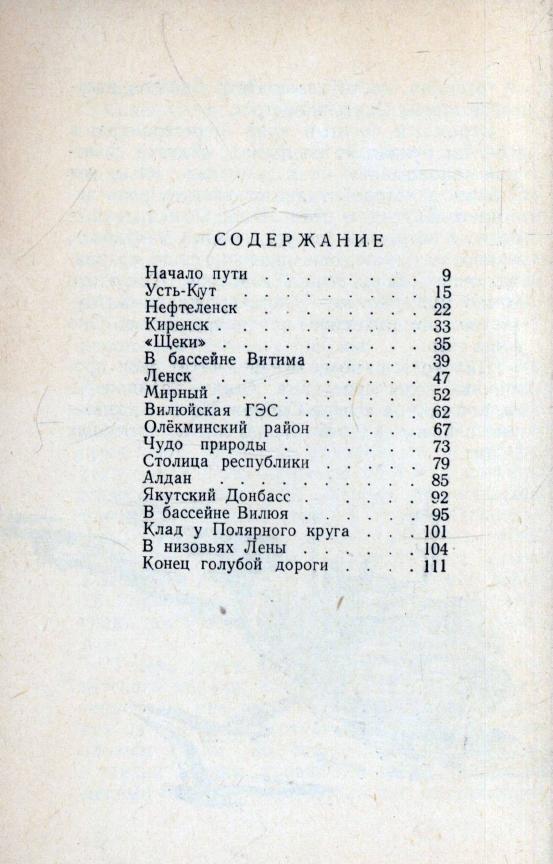 СОДЕРЖАНИЕ
Начало пути . . . . . . . . . 9
Усть-Кут . . . . . . . . . . 15
Нефтеленск . . . . . . . . . 22
Киренск . . . . . . . . . . 33
«Щеки» . . . . . . . . . . 35
В бассейне Витима . . . . . . 39
Ленск . . . . . . . . . . . 47
Мирный . . . . . . . . . . 52
Вилюйская ГЭС . . . . . . . 62
Олёкминский район . . . . . . 67
Чудо природы . . . . . . . . 73
Столица республики . . . . . . 79
Алдан . . . . . . . . . . . 85
Якутский Донбасс . . . . . . . 92
В бассейне Вилюя . . . . . . . 95
Клад у Полярного круга . . . . 101
В низовьях Лены . . . . . . . 104
Конец голубой дороги . . . . . 111